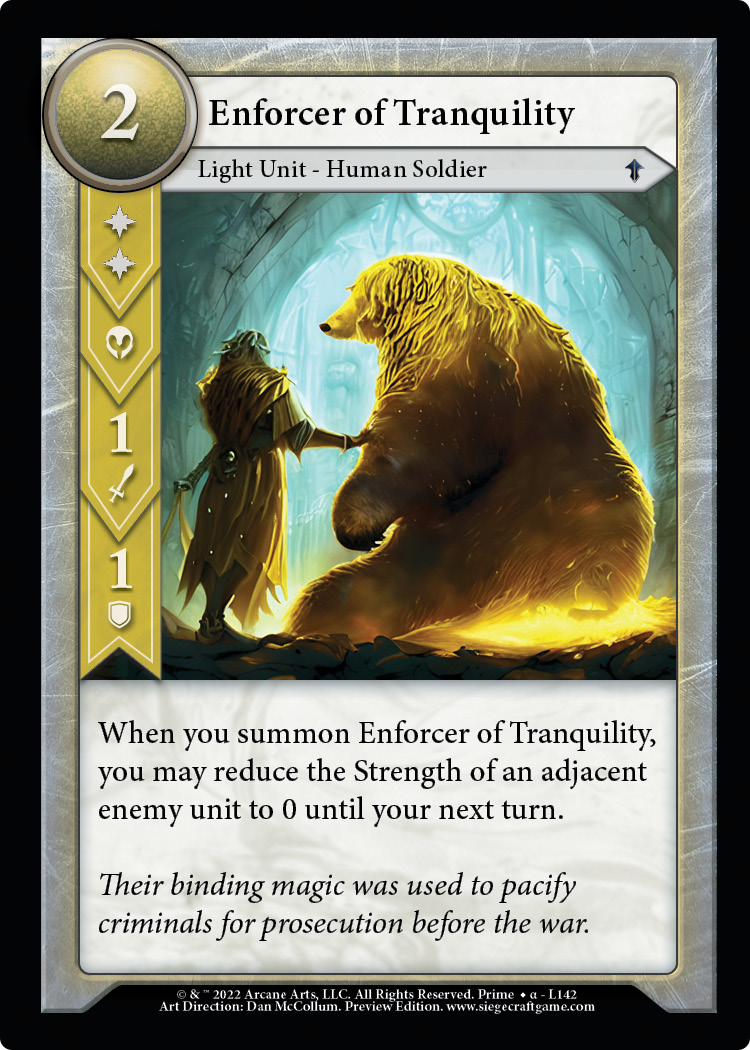 2
Enforcer of Tranquility
Light Unit - Human Soldier
1
1
When you summon Enforcer of Tranquility,
you may reduce the Strength of an adjacent
enemy unit to 0 until your next turn.
Their binding magic was used to pacify
criminals for prosecution before the war.
© & ™ 2022 Arcane Arts, LLC. All Rights Reserved. Prime ⬥ α - L142
Art Direction: Dan McCollum. Preview Edition. www.siegecraftgame.com